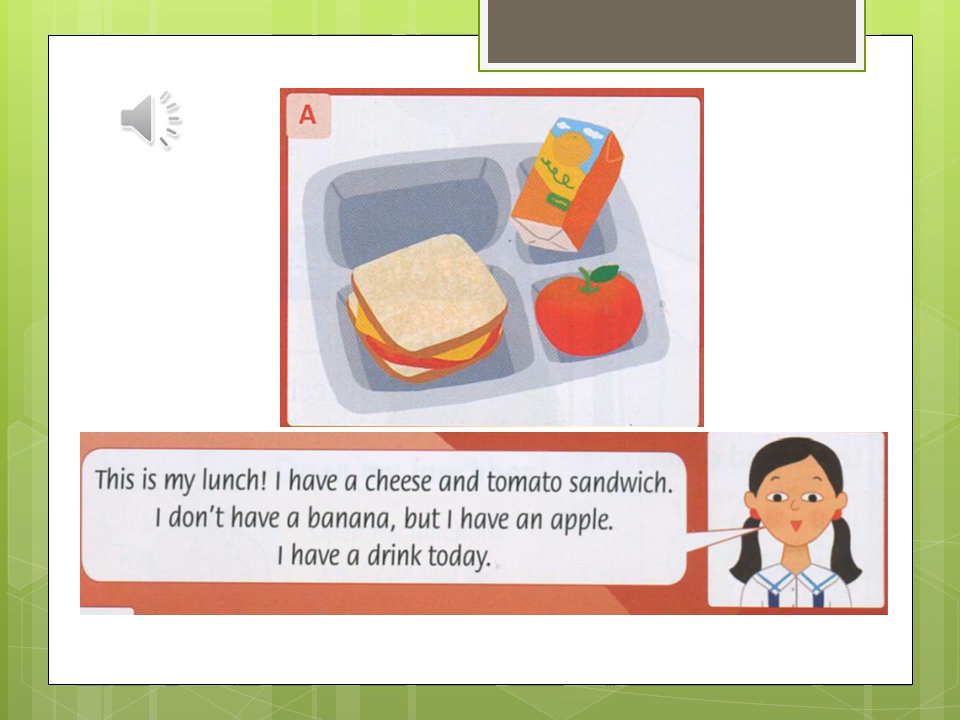 A
This is my lunch! I have a cheese and tomato sandwich.
I don't have a banana, but I have an apple.
I have a drink today.